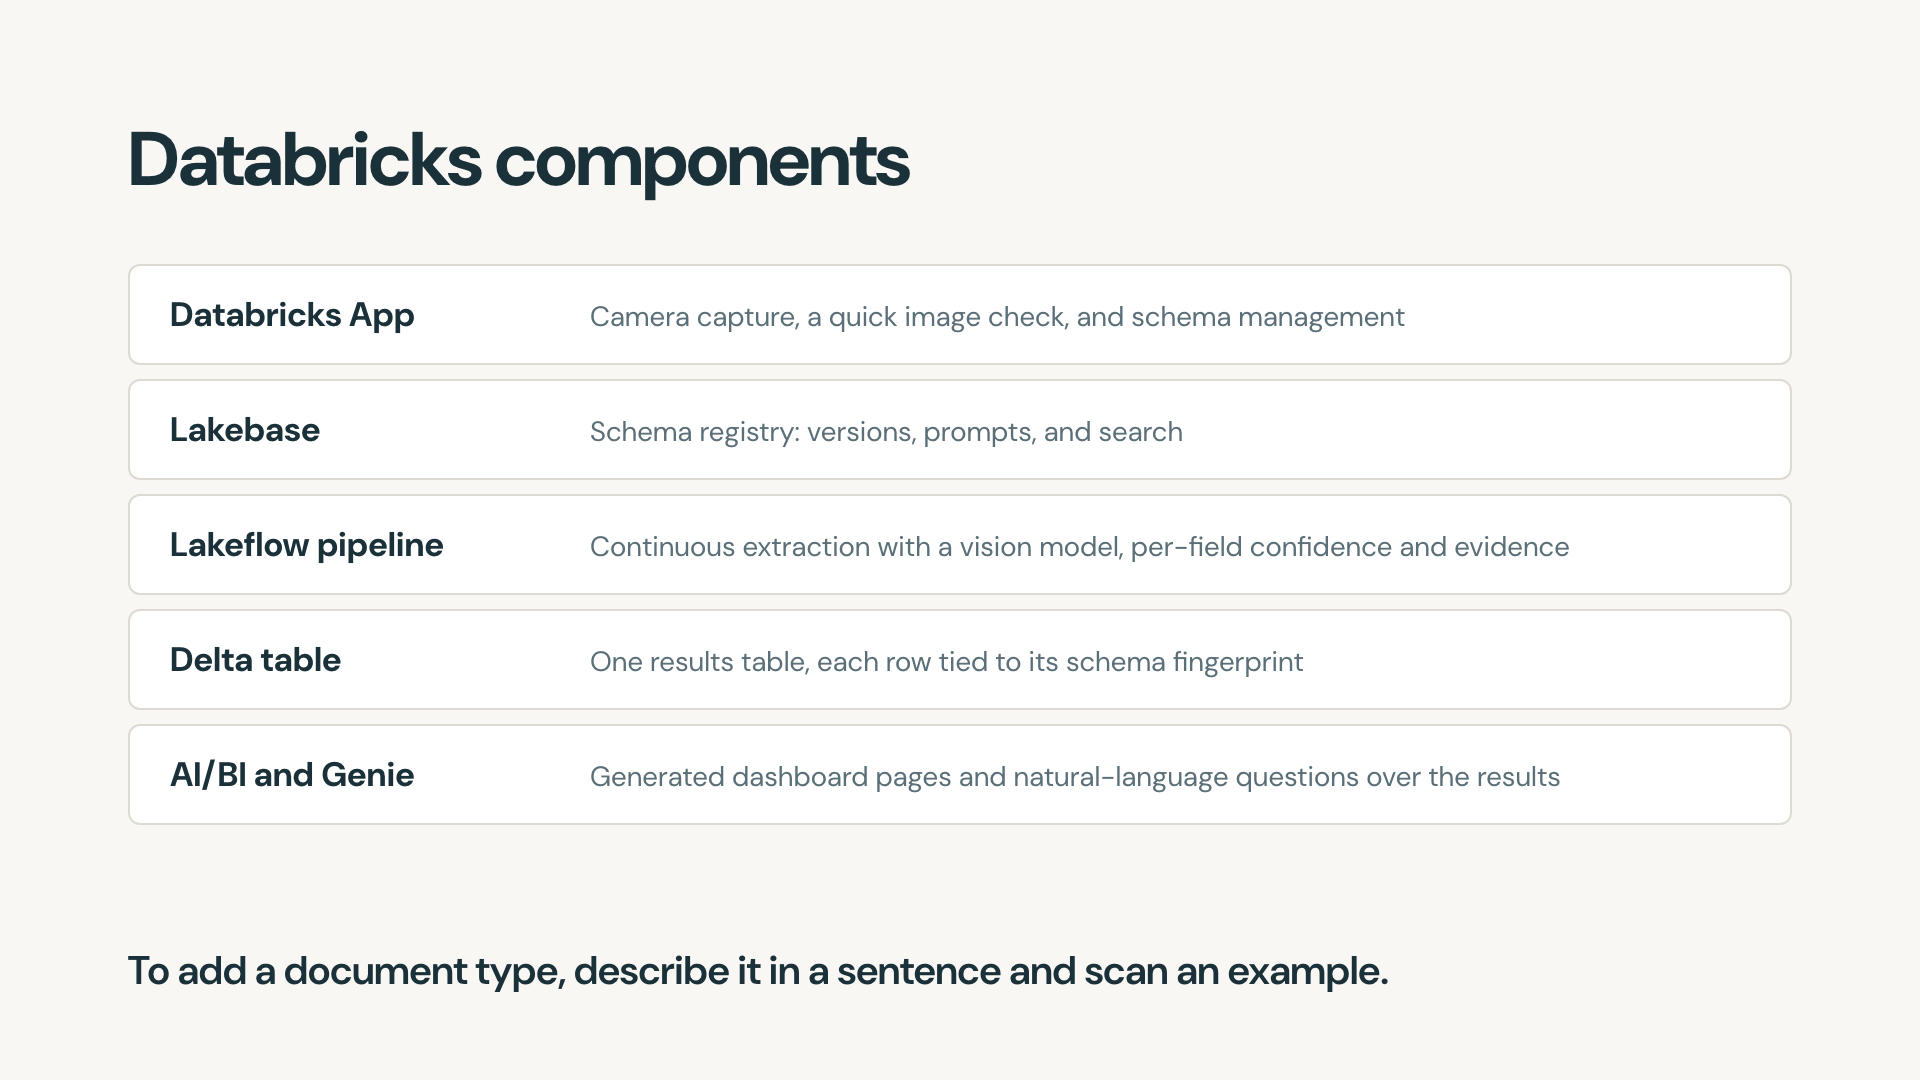 Databricks components
Databricks App
Camera capture, a quick image check, and schema management
Lakebase
Schema registry: versions, prompts, and search
Lakeflow pipeline
Continuous extraction with a vision model, per-field confidence and evidence
Delta table
One results table, each row tied to its schema fingerprint
AI/BI and Genie
Generated dashboard pages and natural-language questions over the results
To add a document type, describe it in a sentence and scan an example.